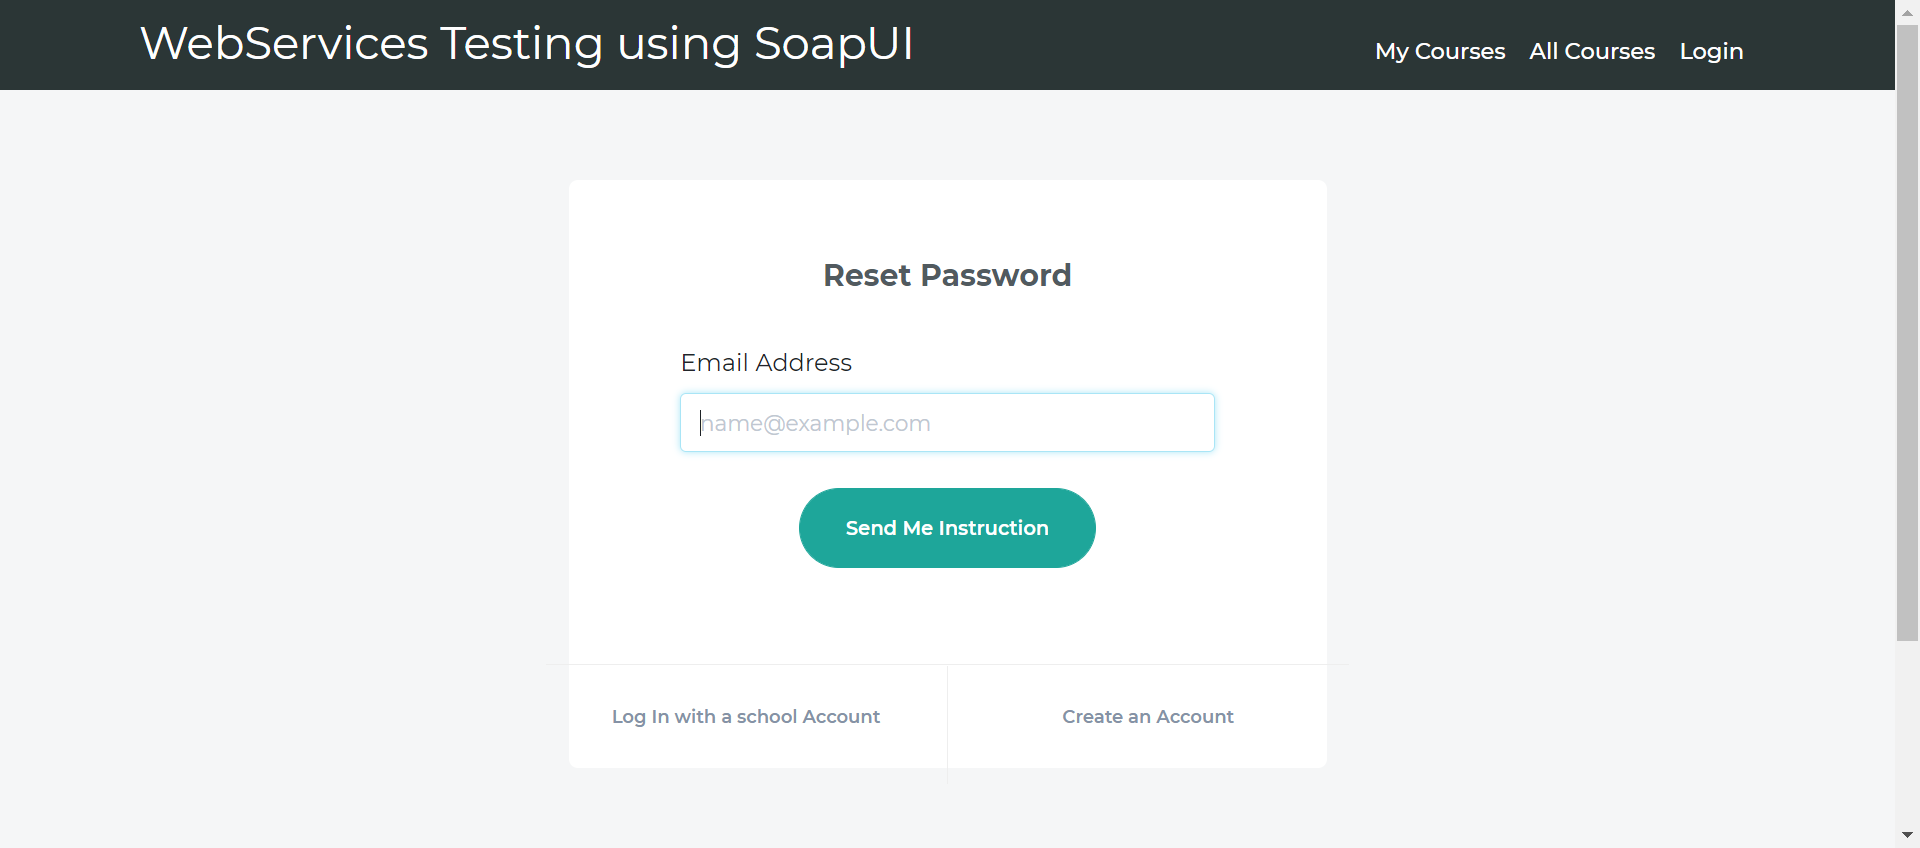 WebServices Testing using SoapUI
My Courses All Courses Login
Reset Password
Email Address
name@example.com
Send Me Instruction
Log In with a school Account
Create an Account